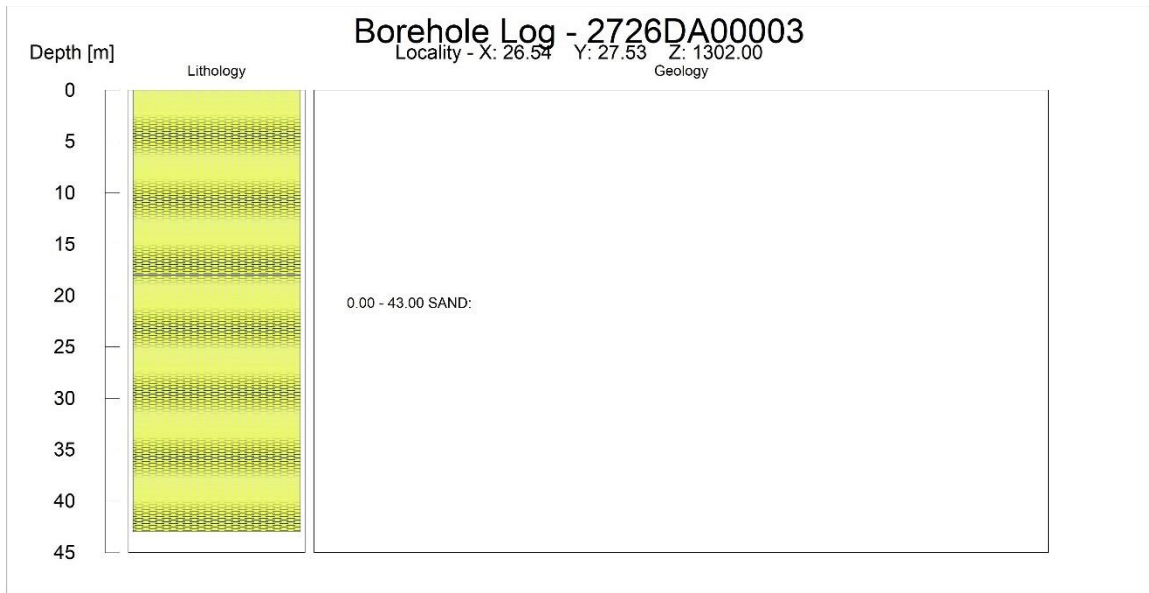 Borehole Log - 2726DA00003
Depth [m]
Locality - X: 26.54 Y: 27.53 Z: 1302.00
Lithology
Geology
0
5
10
15
20
0.00 - 43.00 SAND:
25
30
35
40
45